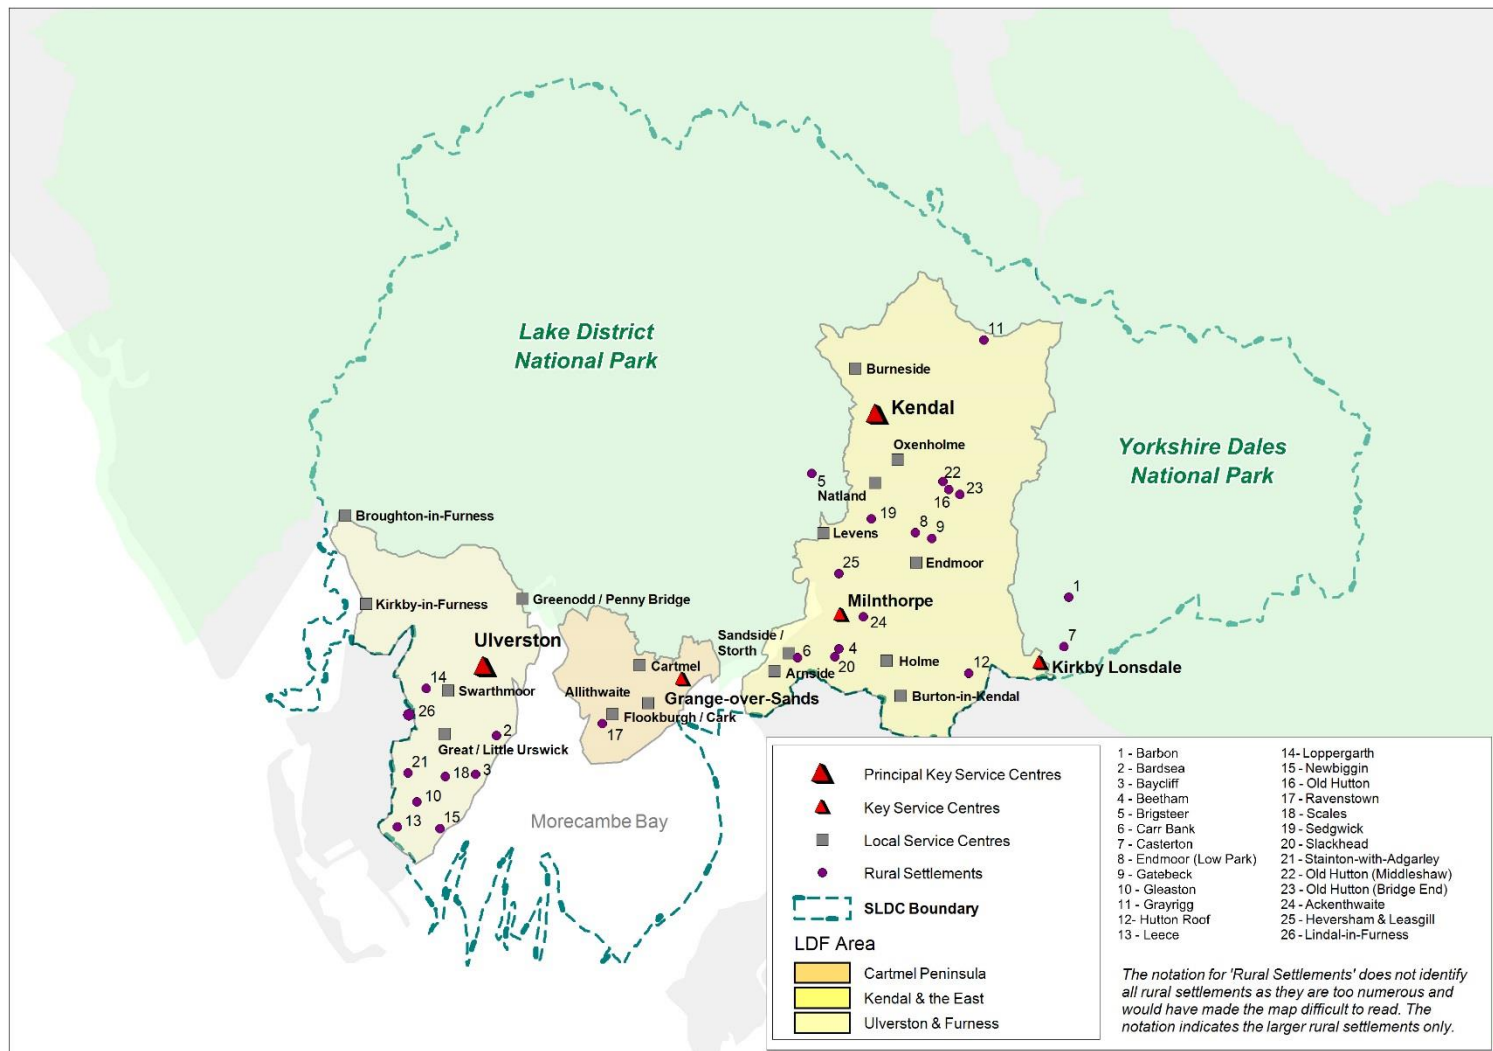 Lake District
National Park
Yorkshire Dales
National Park
11
Burneside
Kendal
Oxenholme
5
Natland
22
16
23
19
8
9
Levens
Endmoor
25
1
Broughton-in-Furness
Kirkby-in-Furness
Greenodd / Penny Bridge
Milnthorpe
24
Ulverston
Sandside /
Storth
6
4
20
7
Cartmel
Arnside
Holme
12
Kirkby Lonsdale
14
Swarthmoor
Allithwaite
Grange-over-Sands
Burton-in-Kendal
26
Flookburgh / Cark
17
2
Great / Little Urswick
21
18
3
10
13
15
Morecambe Bay
Principal Key Service Centres
Key Service Centres
Local Service Centres
Rural Settlements
SLDC Boundary
LDF Area
Cartmel Peninsula
Kendal & the East
Ulverston & Furness
1 - Barbon
2 - Bardsea
3 - Baycliff
4 - Beetham
5 - Brigsteer
6 - Carr Bank
7 - Casterton
8 - Endmoor (Low Park)
9 - Gatebeck
10 - Gleaston
11 - Grayrigg
12- Hutton Roof
13 - Leece
14- Loppergarth
15 - Newbiggin
16 - Old Hutton
17 - Ravenstown
18 - Scales
19 - Sedgwick
20 - Slackhead
21 - Stainton-with-Adgarley
22 - Old Hutton (Middleshaw)
23 - Old Hutton (Bridge End)
24 - Ackenthwaite
25 - Heversham & Leasgill
26 - Lindal-in-Furness
The notation for 'Rural Settlements' does not identify
all rural settlements as they are too numerous and
would have made the map difficult to read. The
notation indicates the larger rural settlements only.